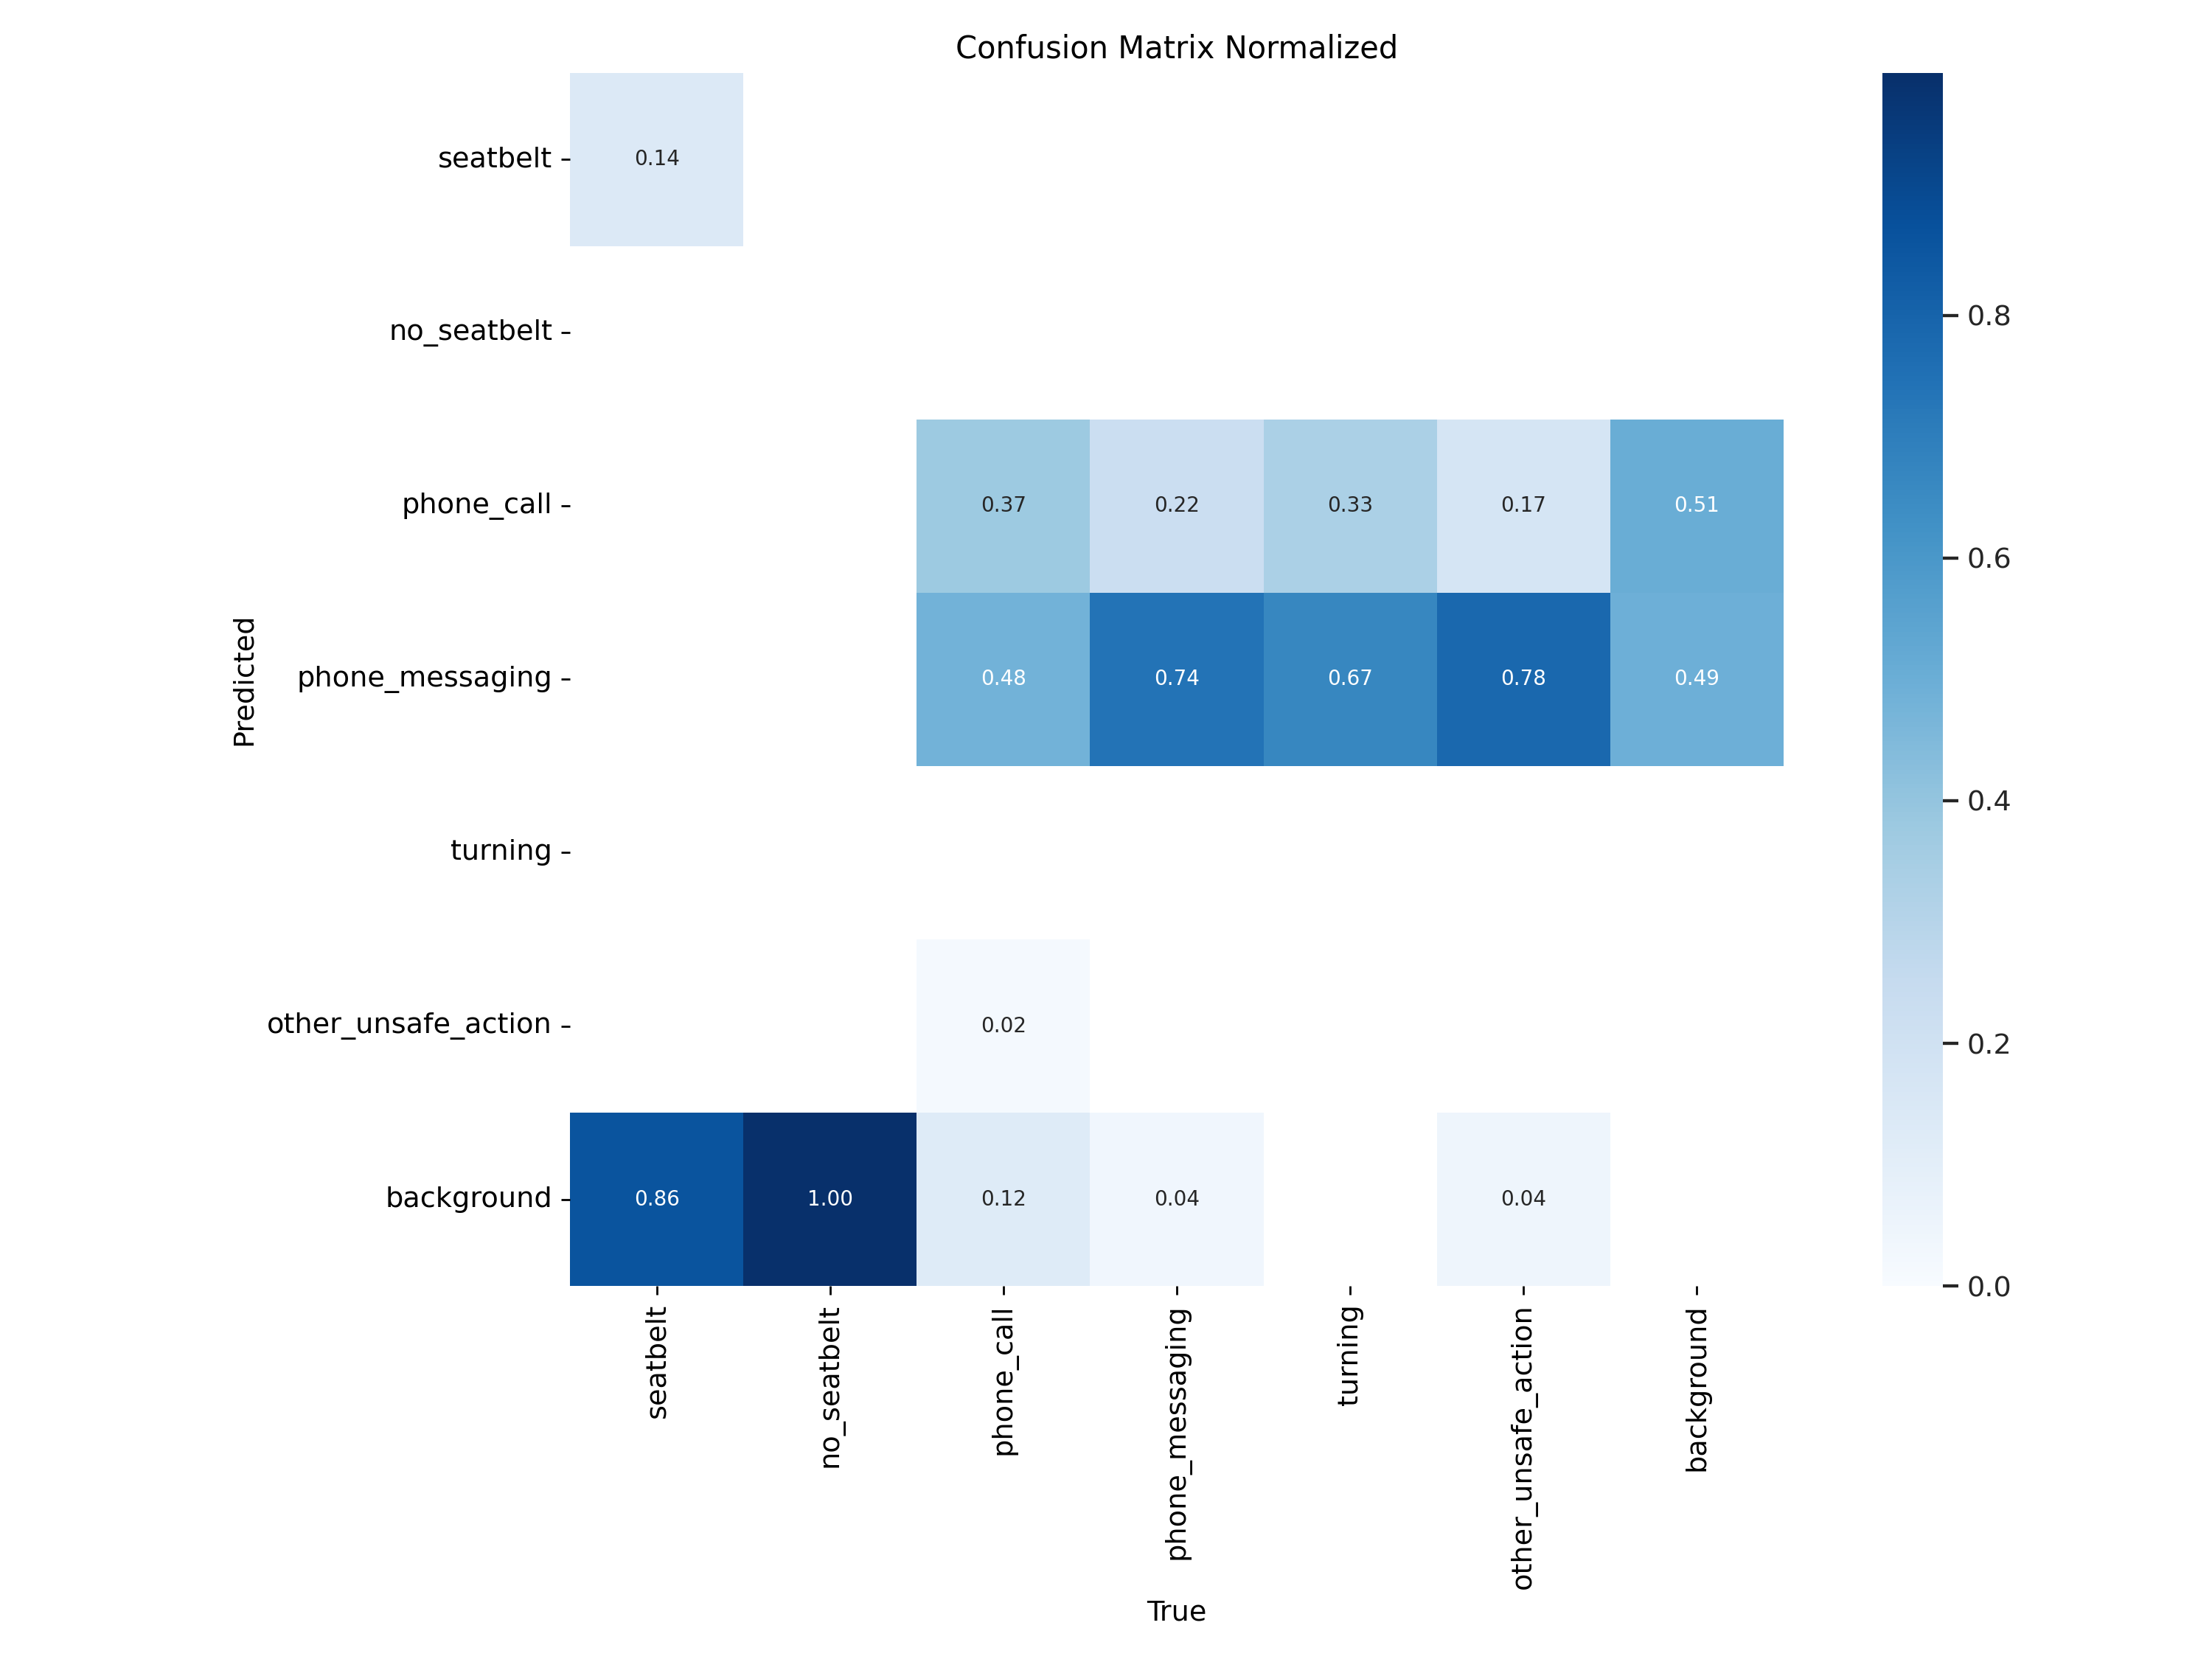 Confusion Matrix Normalized
seatbelt
0.14
no_seatbelt
0.8
phone_call
0.37 0.22 0.33 0.17 0.51
0.6
Predicted
phone_messaging
0.48 0.74 0.67 0.78 0.49
0.4
turning
other_unsafe_action
0.02
0.2
background
0.86 1.00 0.12 0.04 0.04
0.0
seatbelt
no_seatbelt
phone_call
phone_messaging
turning
other_unsafe_action
background
True